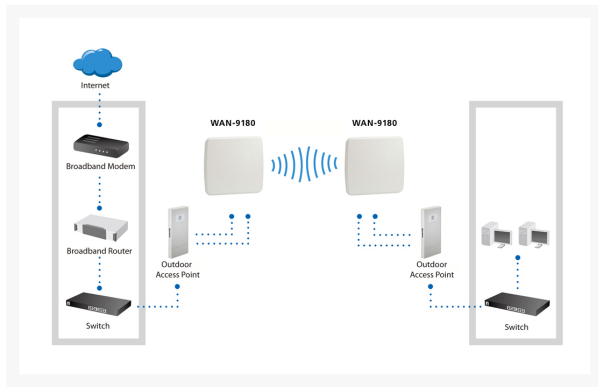 Internet
WAN-9180
WAN-9180
Broadband Modem
Broadband Router
Outdoor
Access Point
Outdoor
Access Point
Switch
Switch